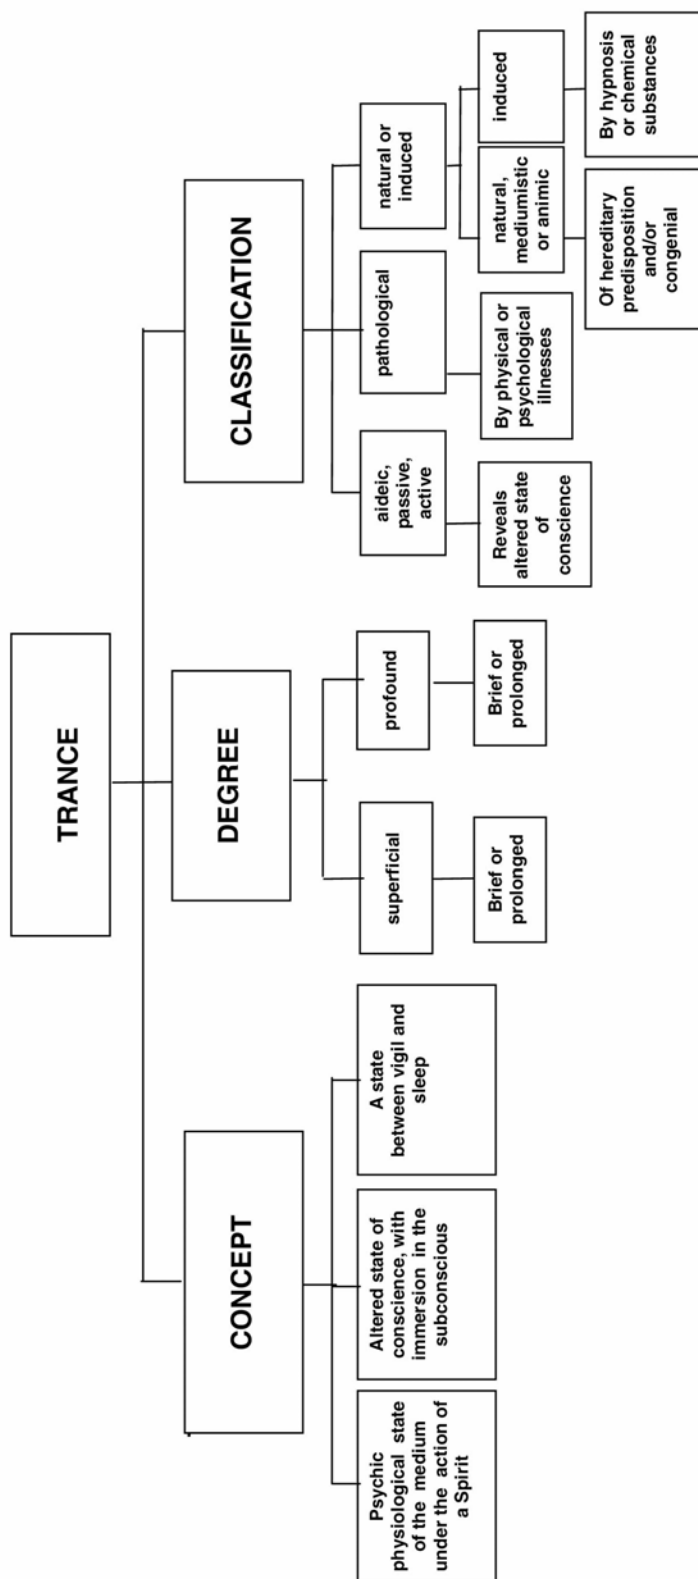 TRANCE
CONCEPT
DEGREE
CLASSIFICATION
Psychic
physiological state
of the medium
under the action of
a Spirit
Altered state of
conscience, with
immersion in the
subconscious
A state
between vigil and
sleep
superficial
profound
Brief or
prolonged
Brief or
prolonged
aideic,
passive,
active
pathological
natural or
induced
Reveals
altered state
of
conscience
By physical or
psychological
illnesses
natural,
mediumistic
or animic
induced
Of hereditary
predisposition
and/or
congenial
By hypnosis
or chemical
substances